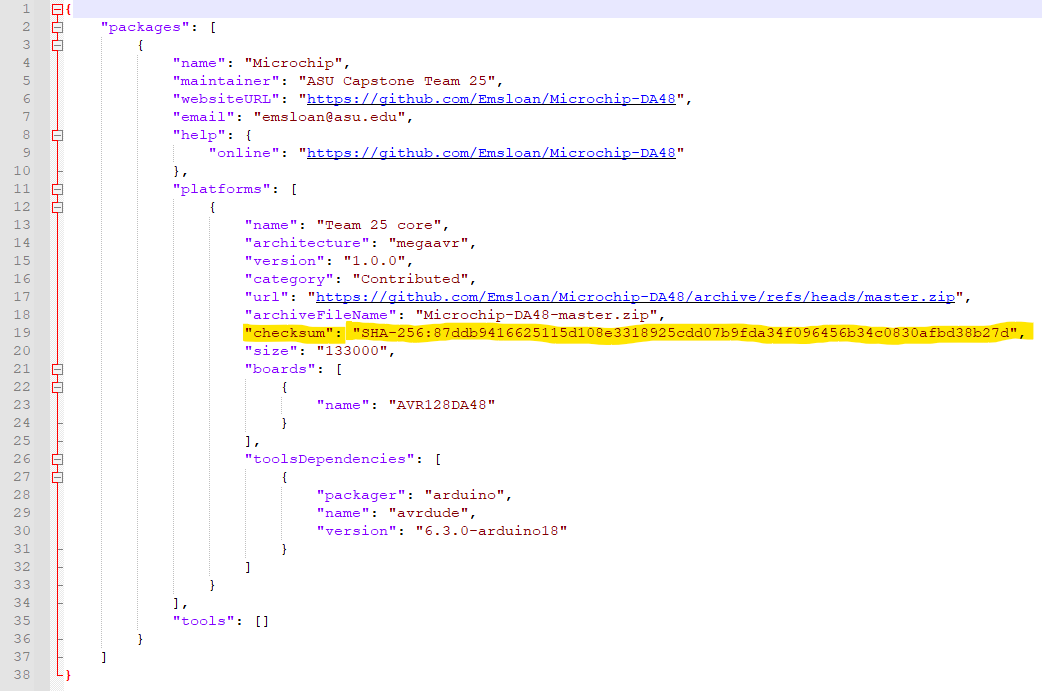 1 {
2 "packages": [
3 {
4 "name": "Microchip",
5 "maintainer": "ASU Capstone Team 25",
6 "websiteURL": "https://github.com/Emsloan/Microchip-DA48",
7 "email": "emsloan@asu.edu",
8 "help": {
9 "online": "https://github.com/Emsloan/Microchip-DA48"
10 },
11 "platforms": [
12 {
13 "name": "Team 25 core",
14 "architecture": "megaavr",
15 "version": "1.0.0",
16 "category": "Contributed",
17 "url": "https://github.com/Emsloan/Microchip-DA48/archive/refs/heads/master.zip",
18 "archiveFileName": "Microchip-DA48-master.zip",
19 "checksum": "SHA-256:87ddb9416625115d108e3318925cdd07b9fda34f096456b34c0830afbd38b27d",
20 "size": "133000",
21 "boards": [
22 {
23 "name": "AVR128DA48"
24 }
25 ],
26 "toolsDependencies": [
27 {
28 "packager": "arduino",
29 "name": "avrdude",
30 "version": "6.3.0-arduino18"
31 }
32 ]
33 }
34 ],
35 "tools": []
36 }
37 ]
38 }